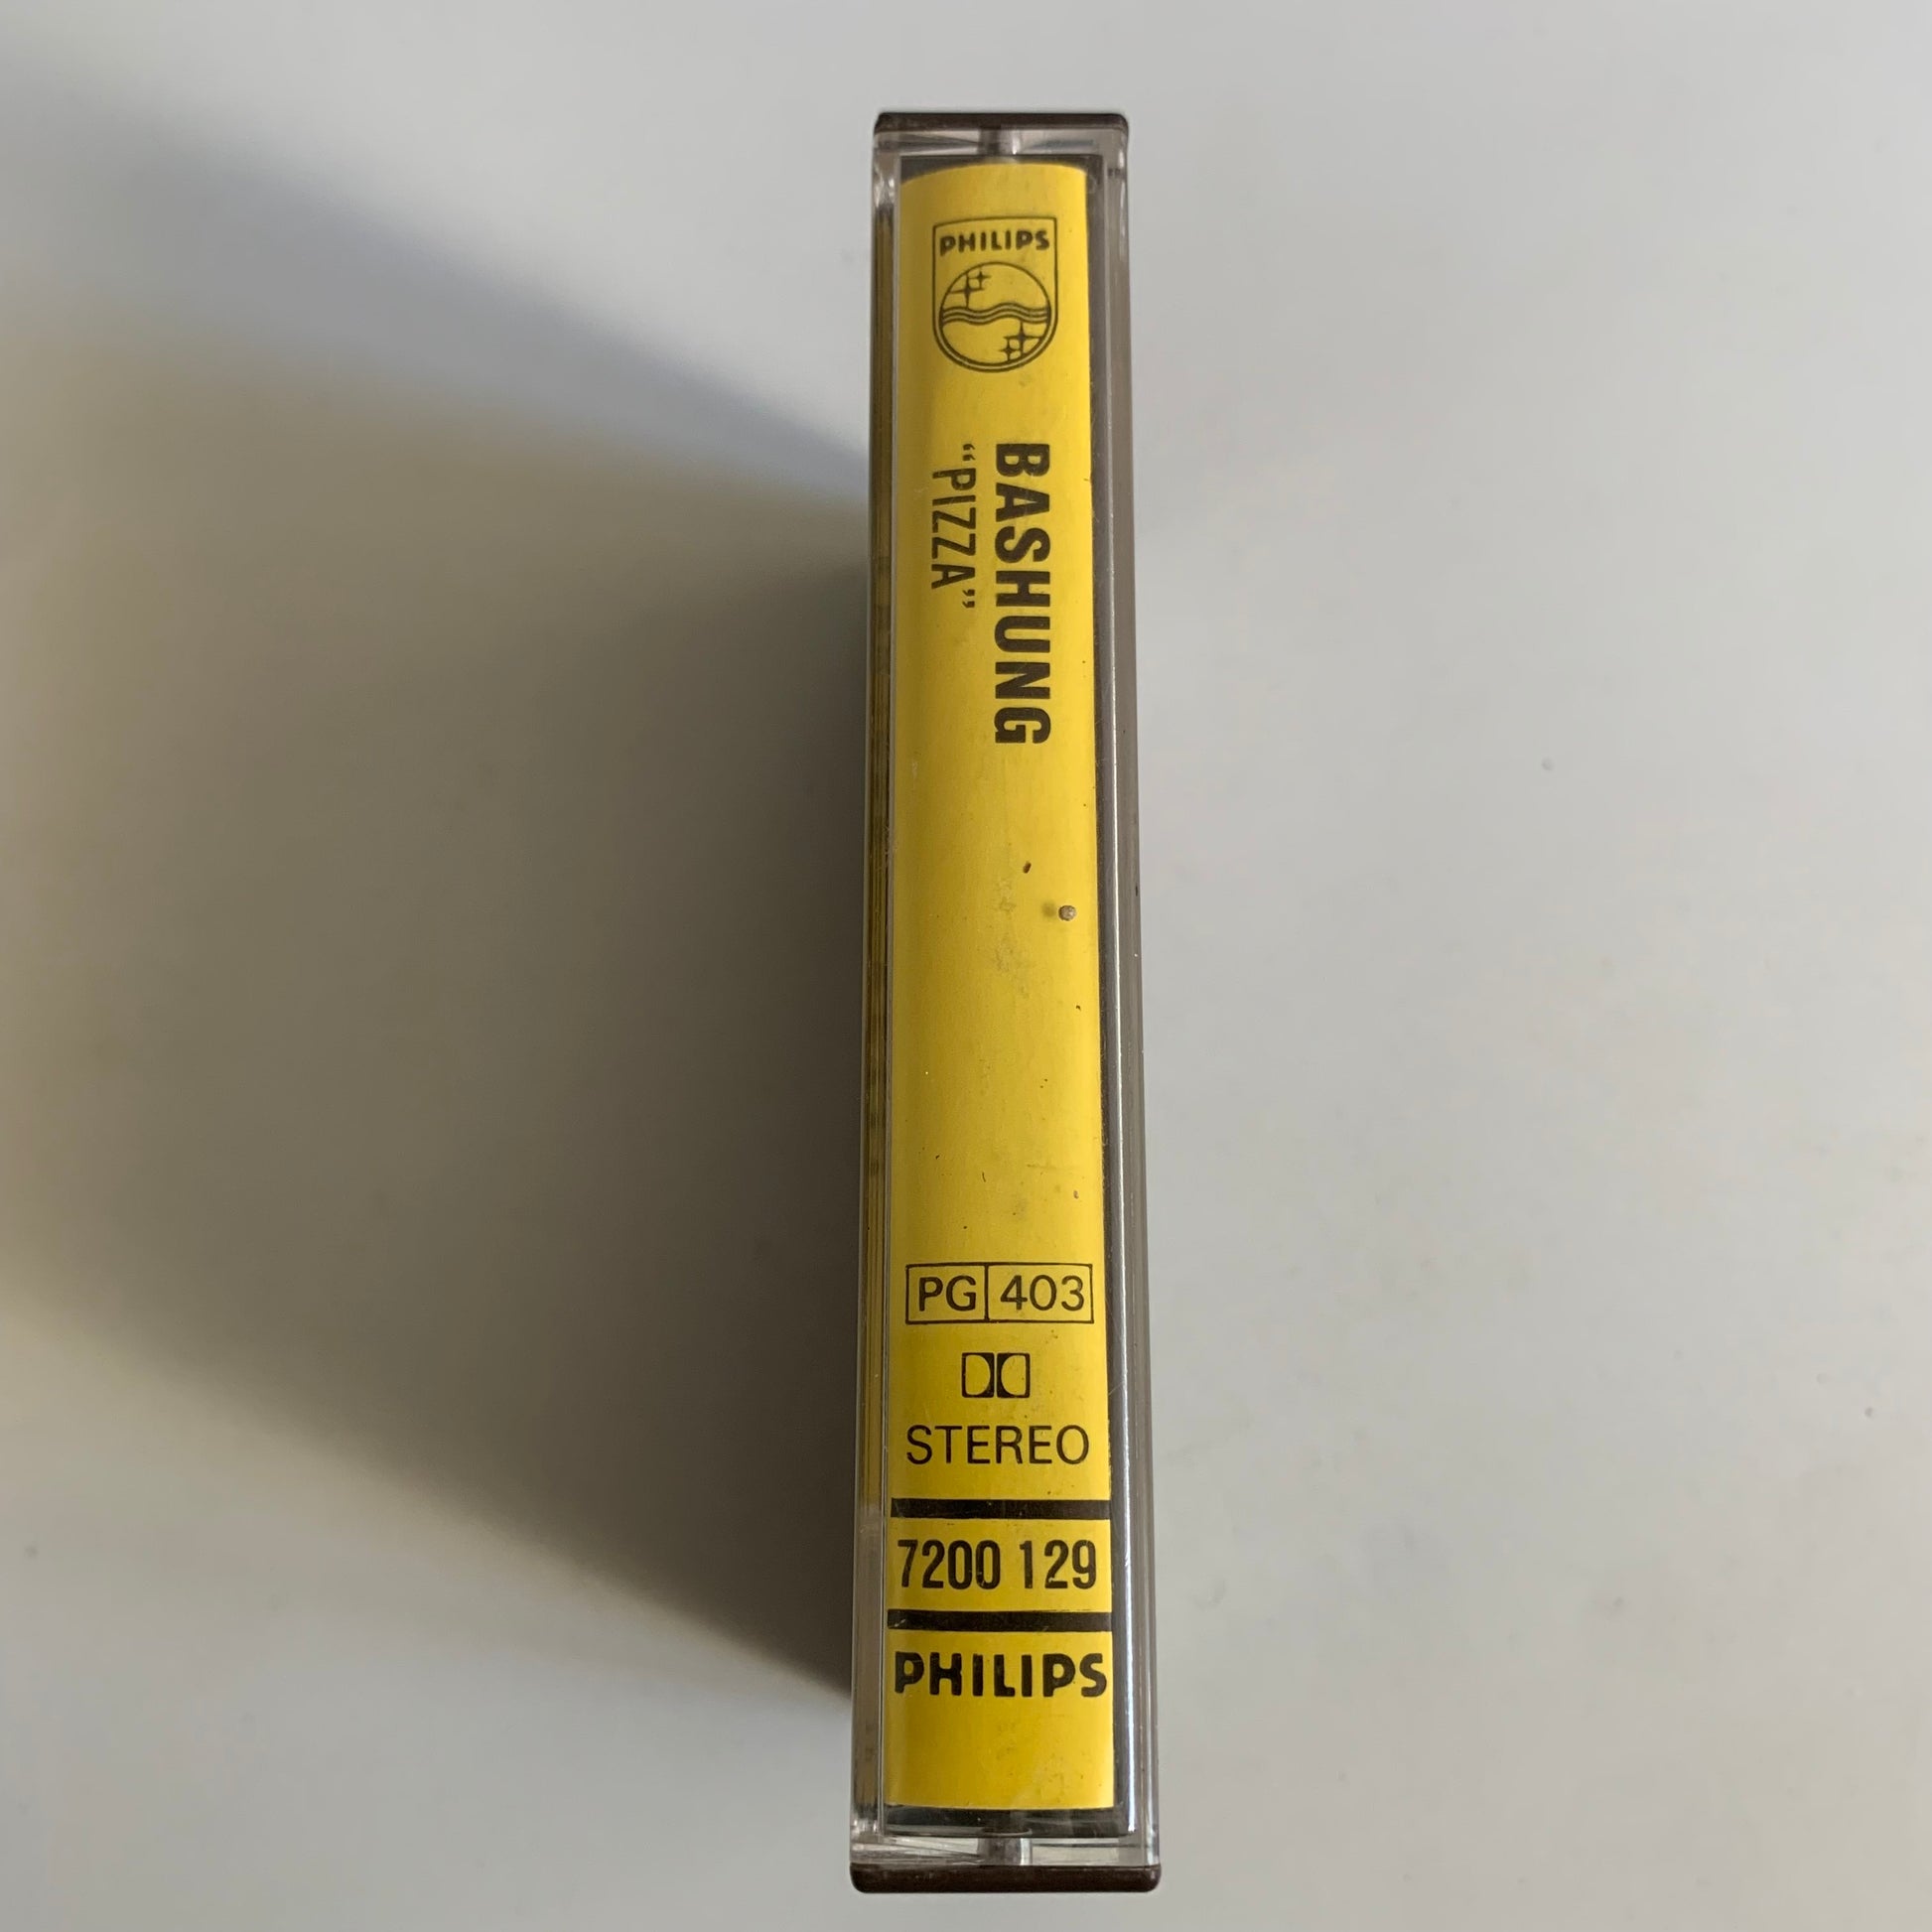 PHILIPS
BASHUNG
“PIZZA”
PG 403
STEREO
7200 129
PHILIPS